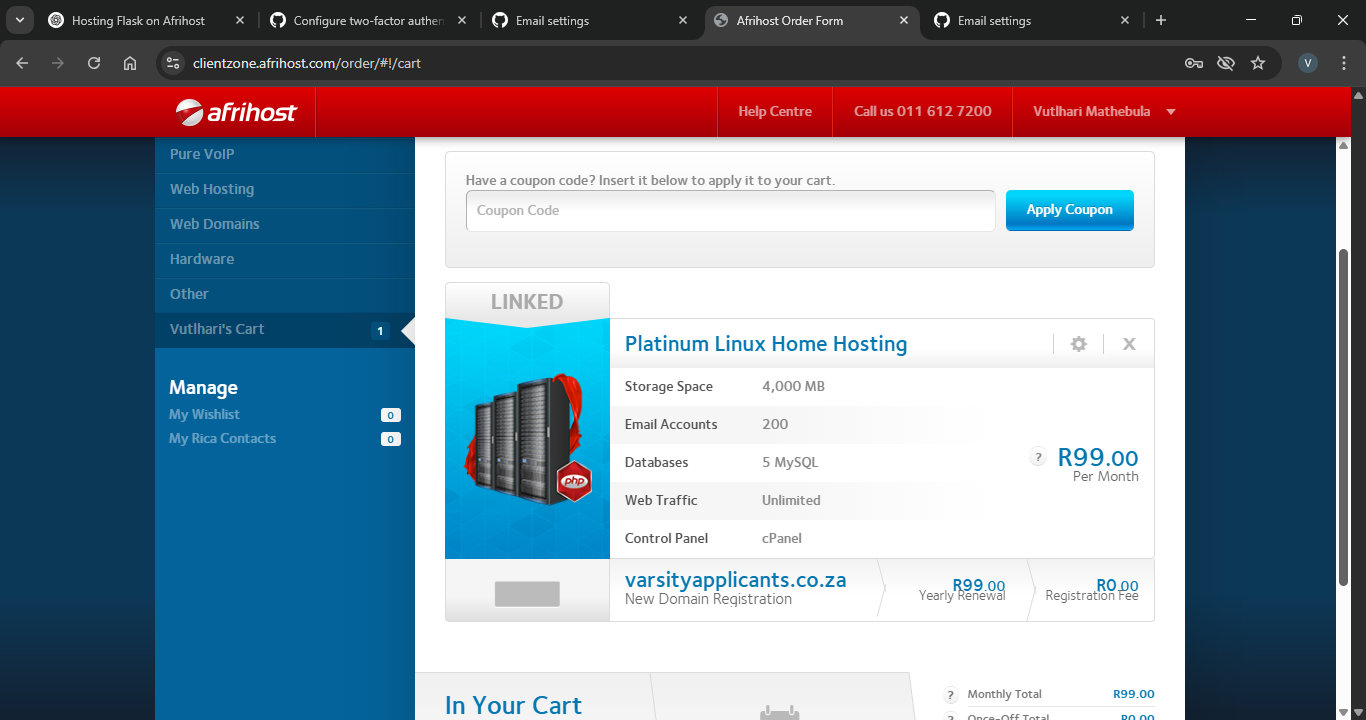 Hosting Flask on Afrihost
Configure two-factor authen
Email settings
Afrihost Order Form
Email settings
clientzone.afrihost.com/order/#!/cart
V
afrihost
Help Centre
Call us 011 612 7200
Vutlhari Mathebula
Pure VoIP
Web Hosting
Web Domains
Hardware
Other
Vutlhari's Cart 1
Manage
My Wishlist 0
My Rica Contacts 0
Have a coupon code? Insert it below to apply it to your cart.
Coupon Code
Apply Coupon
LINKED
php
Platinum Linux Home Hosting
X
Storage Space 4,000 MB
Email Accounts 200
Databases 5 MySQL
Web Traffic Unlimited
Control Panel cPanel
? R99.00
Per Month
varsityapplicants.co.za
New Domain Registration
R99.00
Yearly Renewal
R0.00
Registration Fee
In Your Cart
? Monthly Total R99.00
? Once-Off Total R0.00